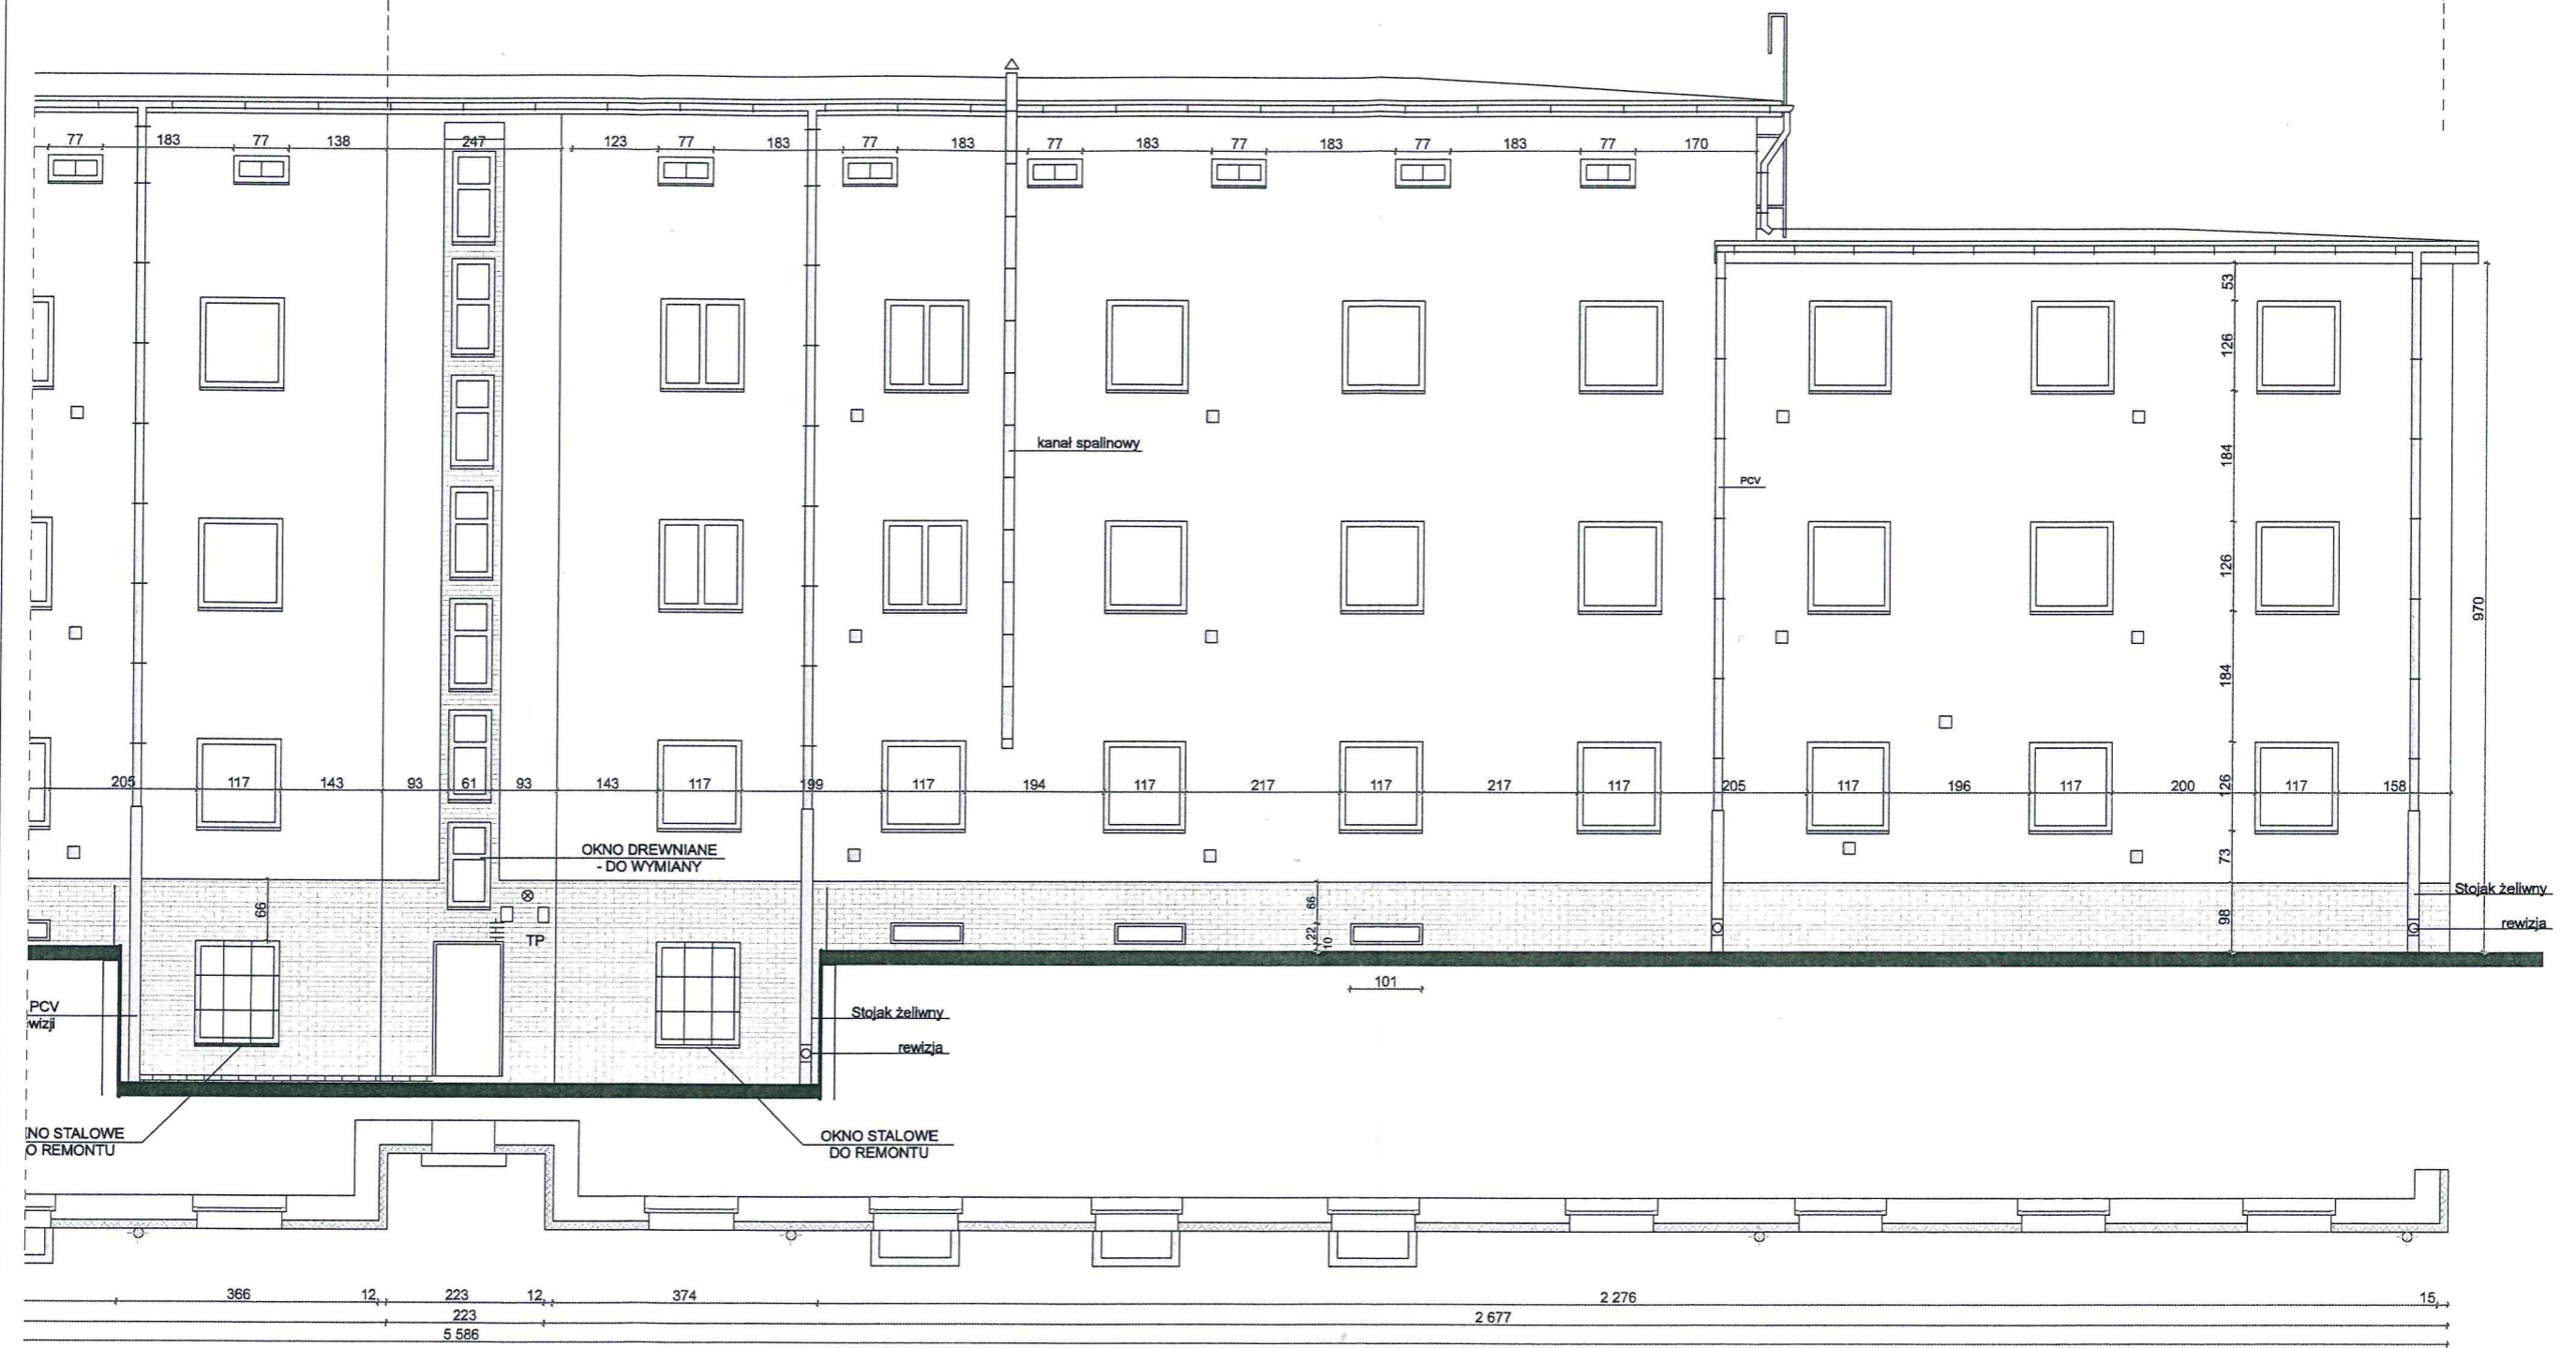 77 183 77 138 247 123 77 183 77 183 77 183 77 183 77 183 77 170
53
126
kanał spalinowy
184
PCV
126
970
184
205 117 143 93 61 93 143 117 199 117 194 117 217 117 217 117 205 117 196 117 200 117 158
126
OKNO DREWNIANE
- DO WYMIANY
73
66
66
22
10
98
Stojak żeliwny
rewizja
TP
101
PCV
wizji
Stojak żeliwny
rewizja
NO STALOWE
O REMONTU
OKNO STALOWE
DO REMONTU
366 12 223 12 374 2 276 15
223 2 677
5 586